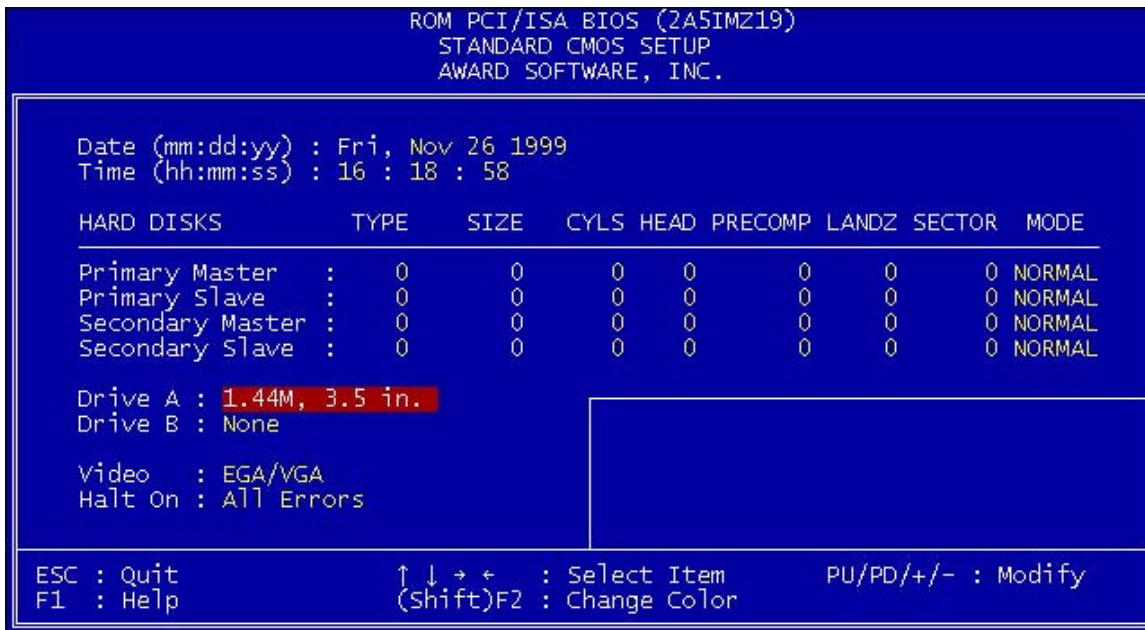 ROM PCI/ISA BIOS (2A5IMZ19)
STANDARD CMOS SETUP
AWARD SOFTWARE, INC.
Date (mm:dd:yy) : Fri, Nov 26 1999
Time (hh:mm:ss) : 16 : 18 : 58
HARD DISKS TYPE SIZE CYLS HEAD PRECOMP LANDZ SECTOR MODE
Primary Master : 0 0 0 0 0 0 0 NORMAL
Primary Slave : 0 0 0 0 0 0 0 NORMAL
Secondary Master : 0 0 0 0 0 0 0 NORMAL
Secondary Slave : 0 0 0 0 0 0 0 NORMAL
Drive A : 1.44M, 3.5 in.
Drive B : None
Video : EGA/VGA
Halt On : All Errors
ESC : Quit ↑ ↓ → ← : Select Item PU/PD/+/- : Modify
F1 : Help (Shift)F2 : Change Color